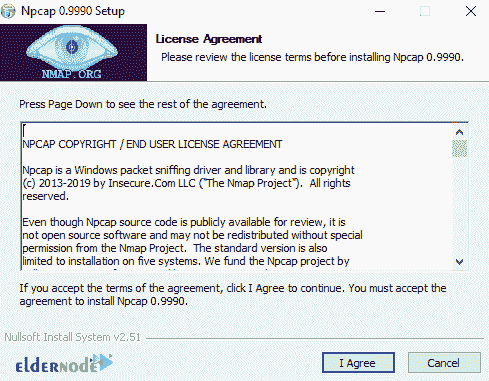 Npcap 0.9990 Setup
NMAP.ORG
License Agreement
Please review the license terms before installing Npcap 0.9990.
Press Page Down to see the rest of the agreement.
NPCAP COPYRIGHT / END USER LICENSE AGREEMENT
Npcap is a Windows packet sniffing driver and library and is copyright
(c) 2013-2019 by Insecure.Com LLC ("The Nmap Project").  All rights
reserved.
Even though Npcap source code is publicly available for review, it is
not open source software and may not be redistributed without special
permission from the Nmap Project.  The standard version is also
limited to installation on five systems. We fund the Npcap project by
If you accept the terms of the agreement, click I Agree to continue. You must accept the
agreement to install Npcap 0.9990.
Nullsoft Install System v2.51
eldernode
I Agree
Cancel